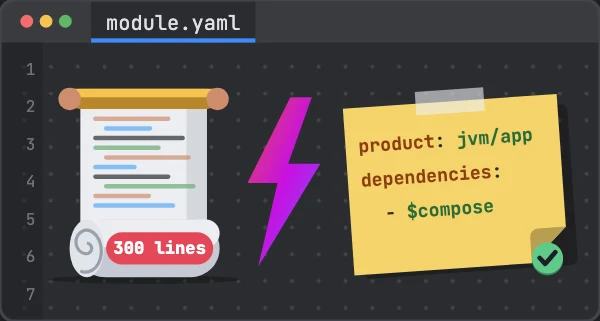 module.yaml
1
2
3
4
5
6
7
300 lines
product: jvm/app
dependencies:
- $compose